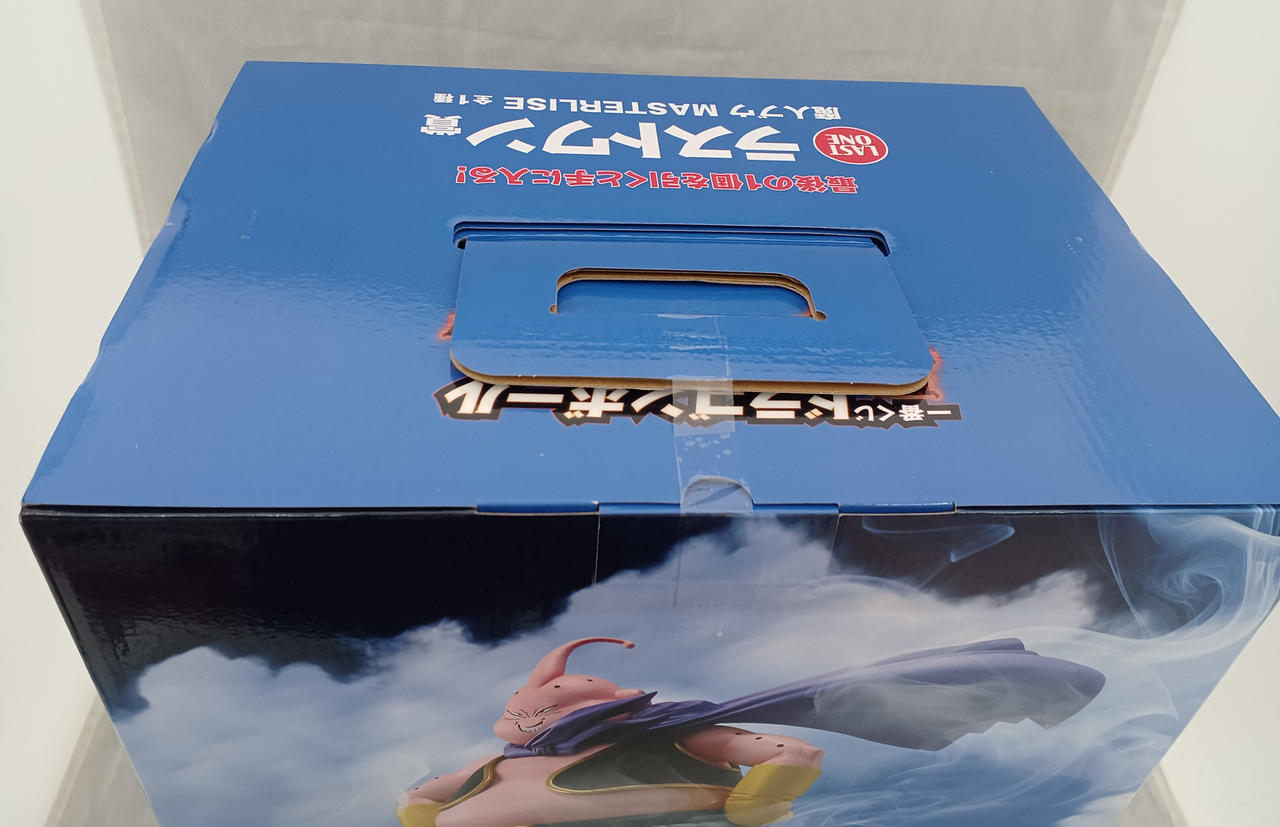 一番くじ ドラゴンボール
最後の1個を引くと手に入る!
LAST
ONE
ラストワン賞
魔人ブウ MASTERLISE 全1種